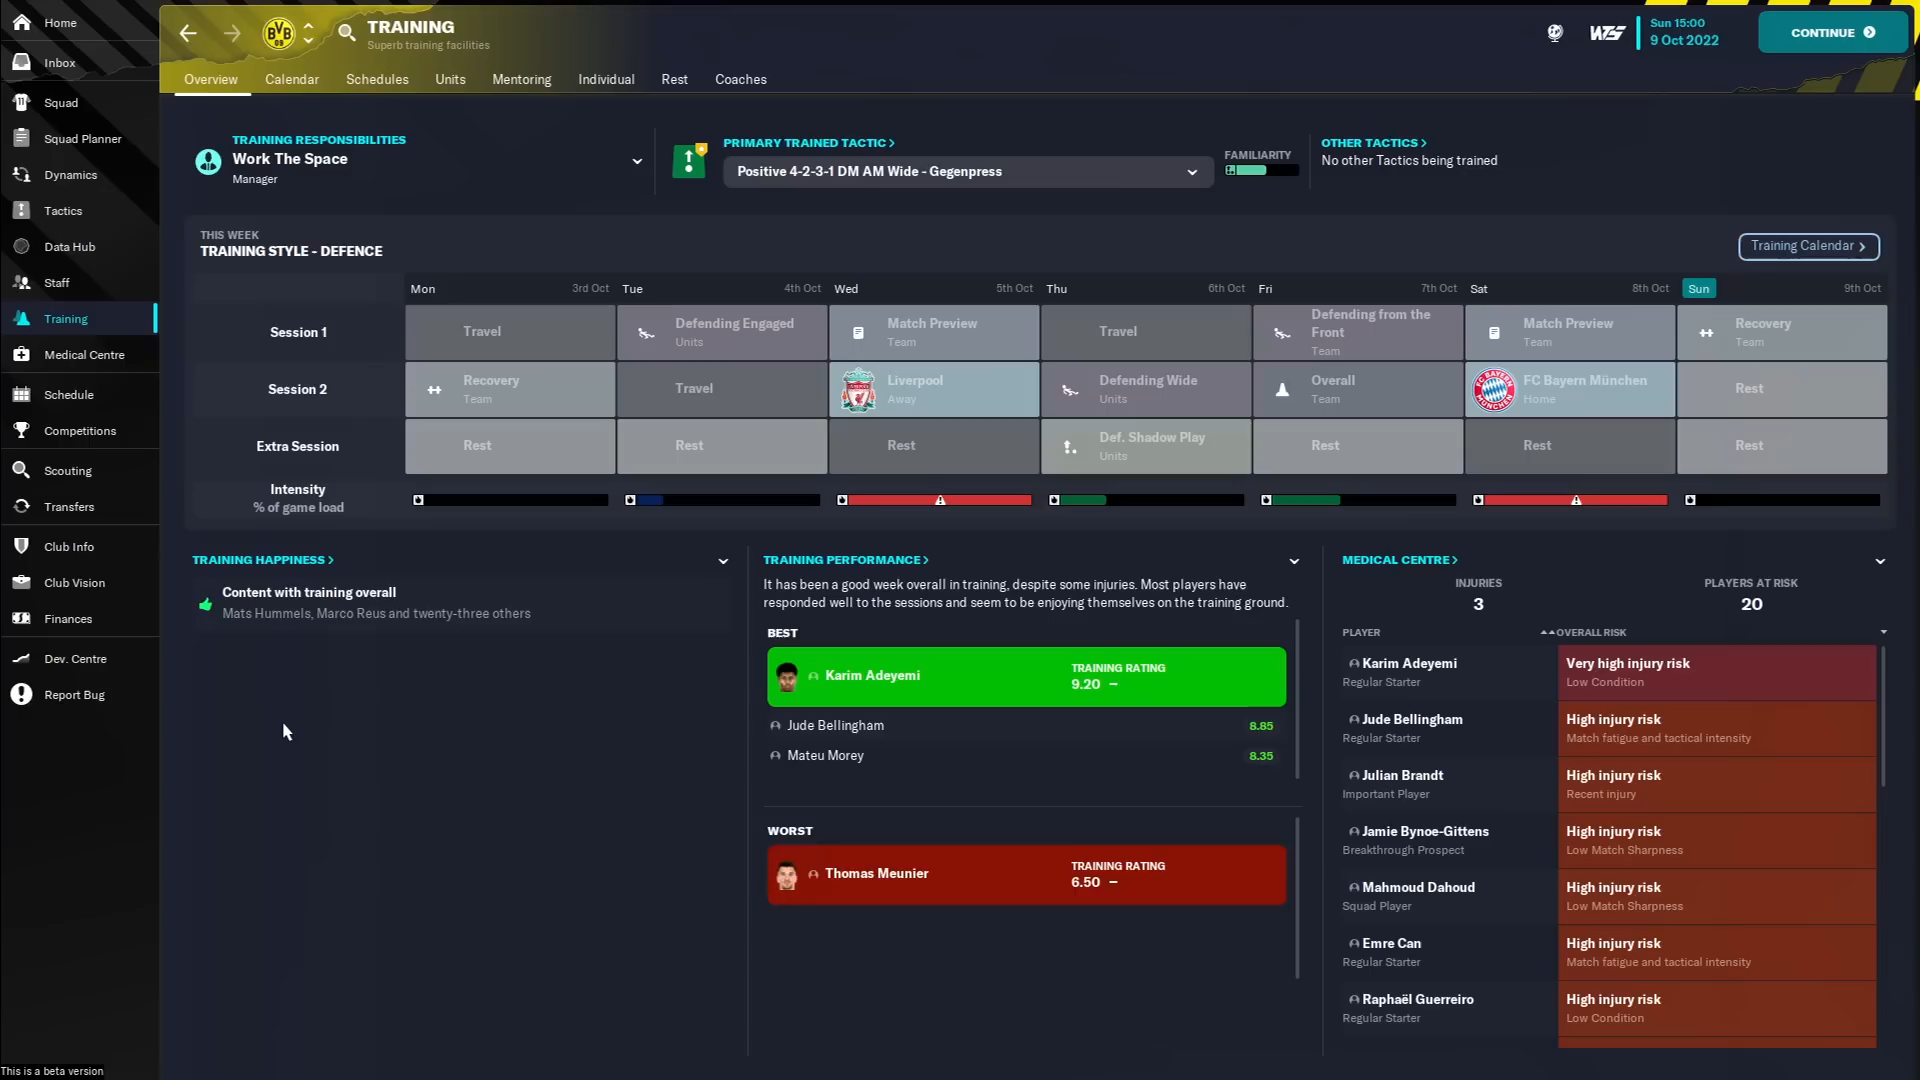 Home
Inbox
Squad
Squad Planner
Dynamics
Tactics
Data Hub
Staff
Training
Medical Centre
Schedule
Competitions
Scouting
Transfers
Club Info
Club Vision
Finances
Dev. Centre
Report Bug
This is a beta version
BVB
09
TRAINING
Superb training facilities
Sun 15:00
9 Oct 2022
CONTINUE
Overview
Calendar
Schedules
Units
Mentoring
Individual
Rest
Coaches
TRAINING RESPONSIBILITIES
Work The Space
Manager
PRIMARY TRAINED TACTIC >
Positive 4-2-3-1 DM AM Wide - Gegenpress
FAMILIARITY
OTHER TACTICS >
No other Tactics being trained
THIS WEEK
TRAINING STYLE - DEFENCE
Training Calendar >
Mon 3rd Oct Tue 4th Oct Wed 5th Oct Thu 6th Oct Fri 7th Oct Sat 8th Oct Sun 9th Oct
Session 1
Travel
Defending Engaged
Units
Match Preview
Team
Travel
Defending from the
Front
Team
Match Preview
Team
Recovery
Team
Session 2
Recovery
Team
Travel
Liverpool
Away
Defending Wide
Units
Overall
Team
FC Bayern München
Home
Rest
Extra Session
Rest
Rest
Rest
Def. Shadow Play
Units
Rest
Rest
Rest
Intensity
% of game load
TRAINING HAPPINESS >
Content with training overall
Mats Hummels, Marco Reus and twenty-three others
TRAINING PERFORMANCE >
It has been a good week overall in training, despite some injuries. Most players have
responded well to the sessions and seem to be enjoying themselves on the training ground.
BEST
Karim Adeyemi
TRAINING RATING
9.20 –
Jude Bellingham 8.85
Mateu Morey 8.35
WORST
Thomas Meunier
TRAINING RATING
6.50 –
MEDICAL CENTRE >
INJURIES
3
PLAYERS AT RISK
20
PLAYER
OVERALL RISK
Karim Adeyemi
Regular Starter
Very high injury risk
Low Condition
Jude Bellingham
Regular Starter
High injury risk
Match fatigue and tactical intensity
Julian Brandt
Important Player
High injury risk
Recent injury
Jamie Bynoe-Gittens
Breakthrough Prospect
High injury risk
Low Match Sharpness
Mahmoud Dahoud
Squad Player
High injury risk
Low Match Sharpness
Emre Can
Regular Starter
High injury risk
Match fatigue and tactical intensity
Raphaël Guerreiro
Regular Starter
High injury risk
Low Condition